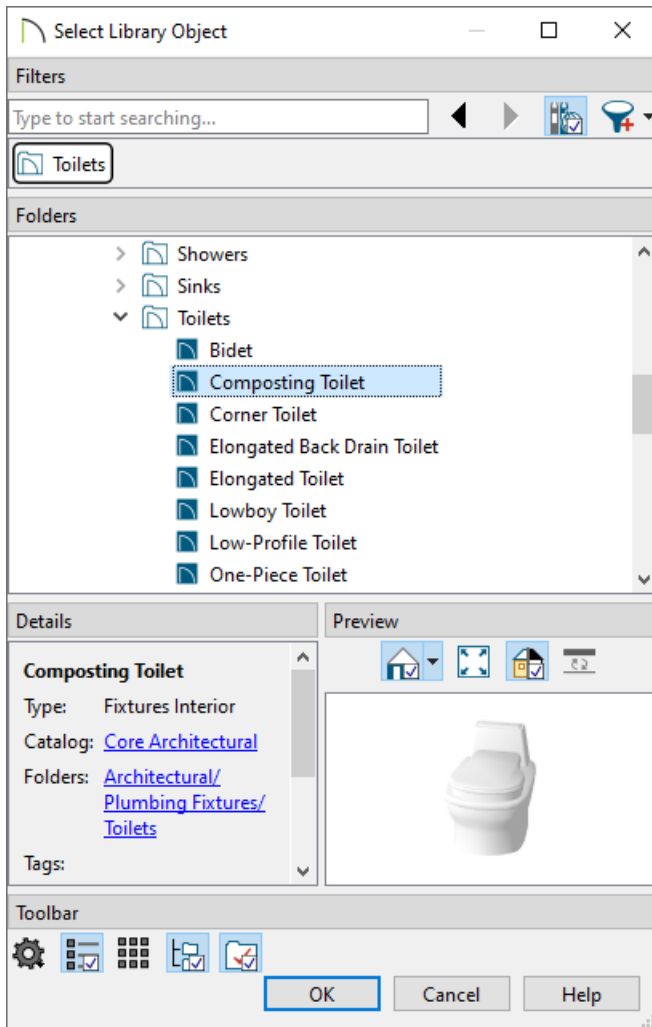 Select Library Object
Filters
Type to start searching...
Toilets
Folders
Showers
Sinks
Toilets
Bidet
Composting Toilet
Corner Toilet
Elongated Back Drain Toilet
Elongated Toilet
Lowboy Toilet
Low-Profile Toilet
One-Piece Toilet
Details
Composting Toilet
Type: Fixtures Interior
Catalog: Core Architectural
Folders: Architectural/
Plumbing Fixtures/
Toilets
Tags:
Preview
Toolbar
OK Cancel Help